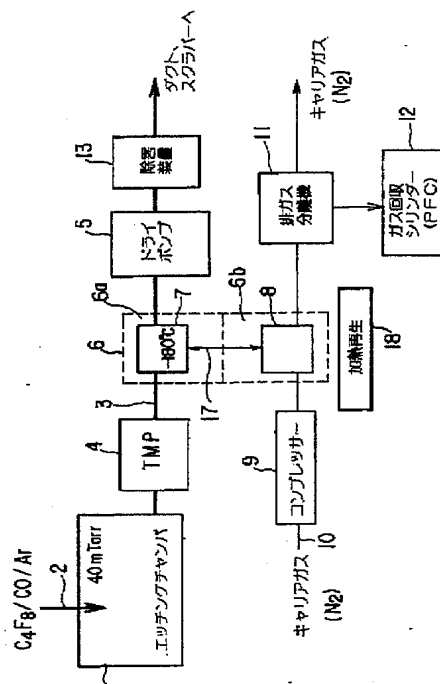 C4F8/CO/Ar
2
40mTorr
エッチングチャンバ
4
TMP
3
6
6a
-180℃
7
5
ドライ
ポンプ
13
除害
装置
ダクト、
スクラバーへ
17
6b
8
キャリアガス
(N2)
10
9
コンプレッサー
11
排ガス
分離機
キャリアガス
(N2)
12
ガス回収
シリンダー
(PFC)
加熱再生
18